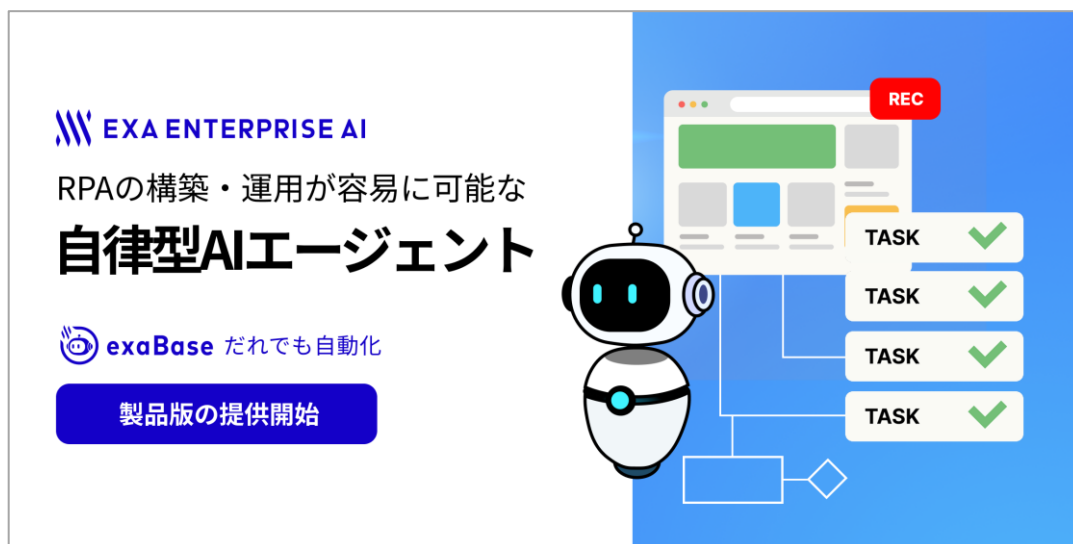 EXA ENTERPRISE AI
RPAの構築・運用が容易に可能な
自律型AIエージェント
exaBase だれでも自動化
製品版の提供開始
REC
TASK
TASK
TASK
TASK